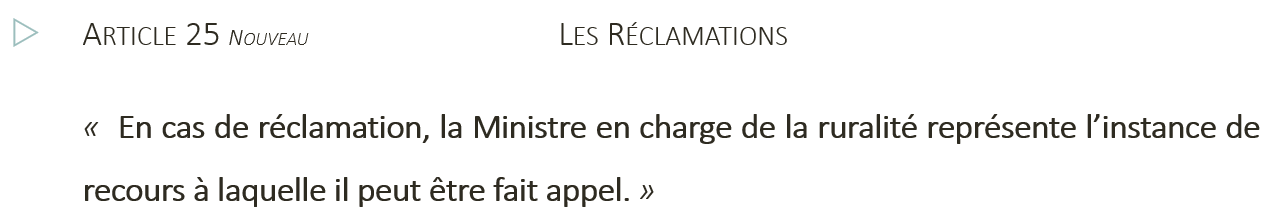 Article 25 Nouveau Les Réclamations
« En cas de réclamation, la Ministre en charge de la ruralité représente l’instance de
recours à laquelle il peut être fait appel. »